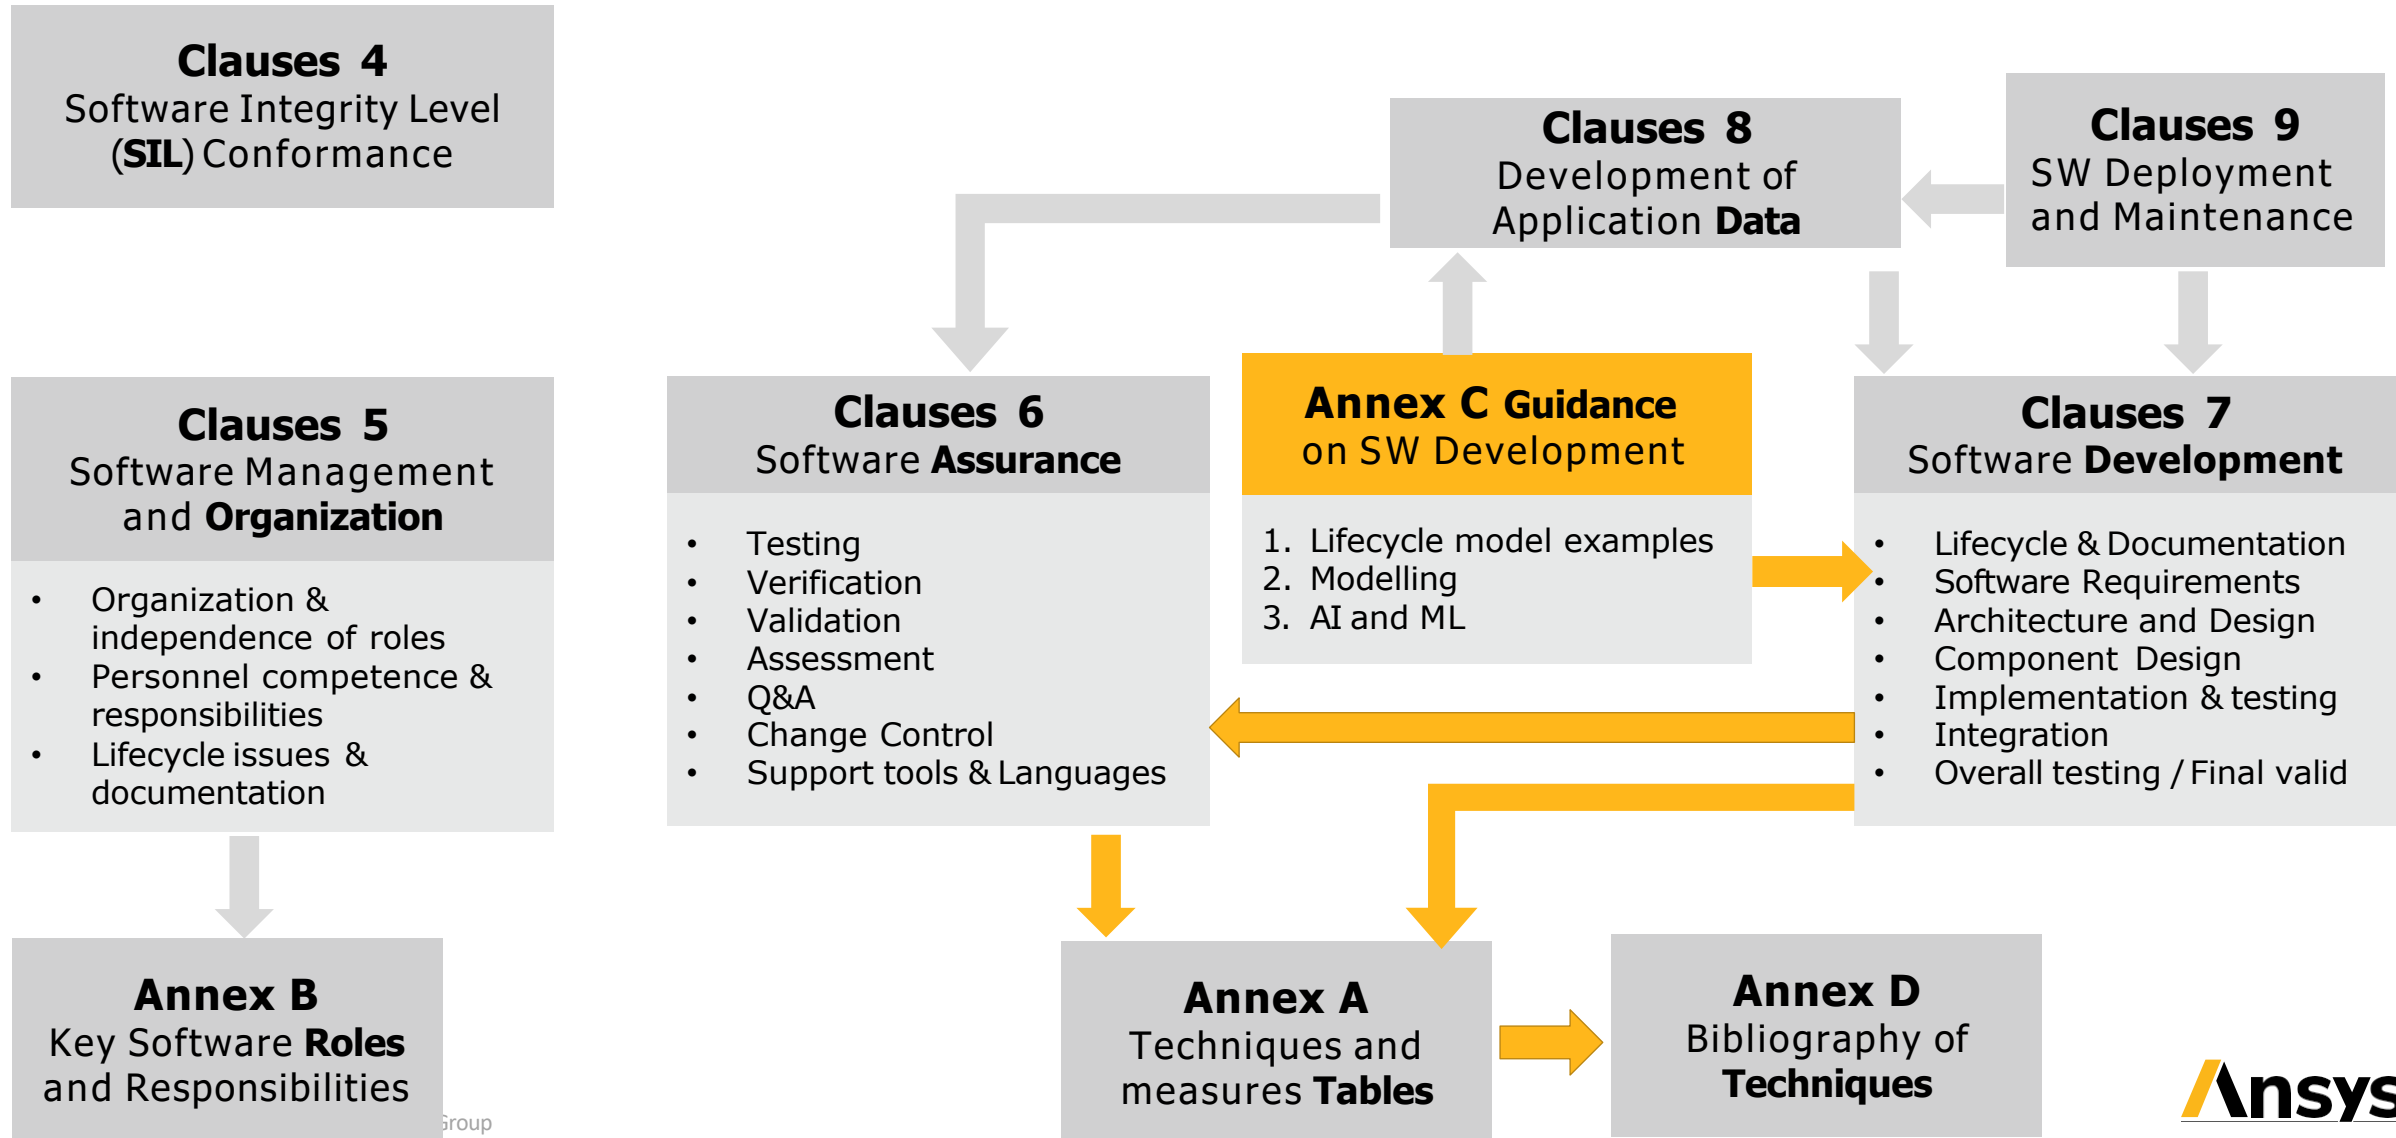 Clauses 4
Software Integrity Level
(SIL) Conformance
Clauses 8
Development of
Application Data
Clauses 9
SW Deployment
and Maintenance
Clauses 5
Software Management
and Organization
• Organization &
independence of roles
• Personnel competence &
responsibilities
• Lifecycle issues &
documentation
Clauses 6
Software Assurance
• Testing
• Verification
• Validation
• Assessment
• Q&A
• Change Control
• Support tools & Languages
Annex C Guidance
on SW Development
1. Lifecycle model examples
2. Modelling
3. AI and ML
Clauses 7
Software Development
• Lifecycle & Documentation
• Software Requirements
• Architecture and Design
• Component Design
• Implementation & testing
• Integration
• Overall testing / Final valid
Annex B
Key Software Roles
and Responsibilities
Annex A
Techniques and
measures Tables
Annex D
Bibliography of
Techniques
Group
Ansys